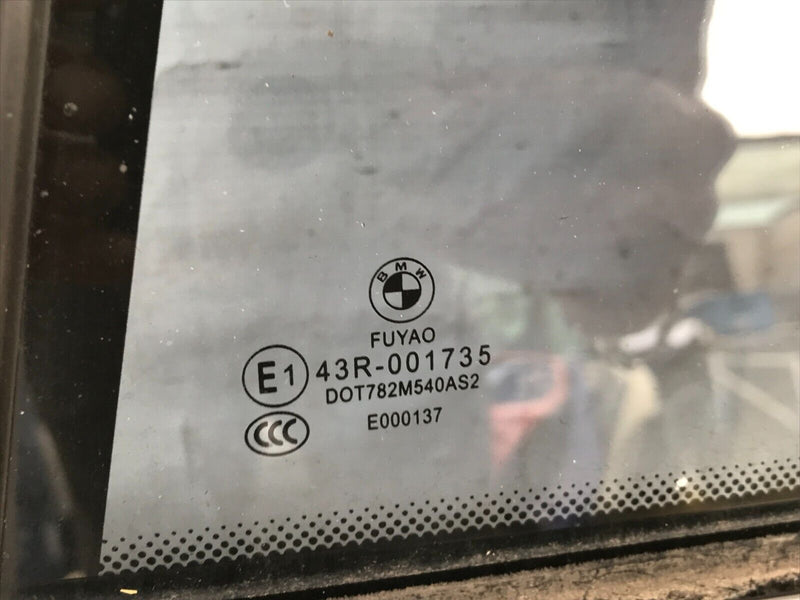 BMW
FUYAO
E1 43R-001735
DOT782M540AS2
CCC E000137